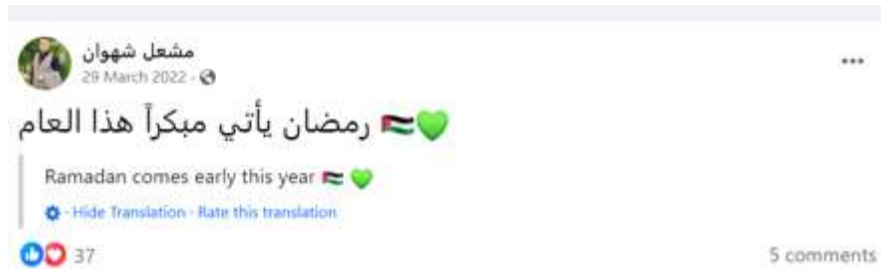 مشعل شهوان
29 March 2022 ·
رمضان يأتي مبكراً هذا العام 🇵🇸💚
Ramadan comes early this year 🇵🇸 💚
· Hide Translation · Rate this translation
37
5 comments